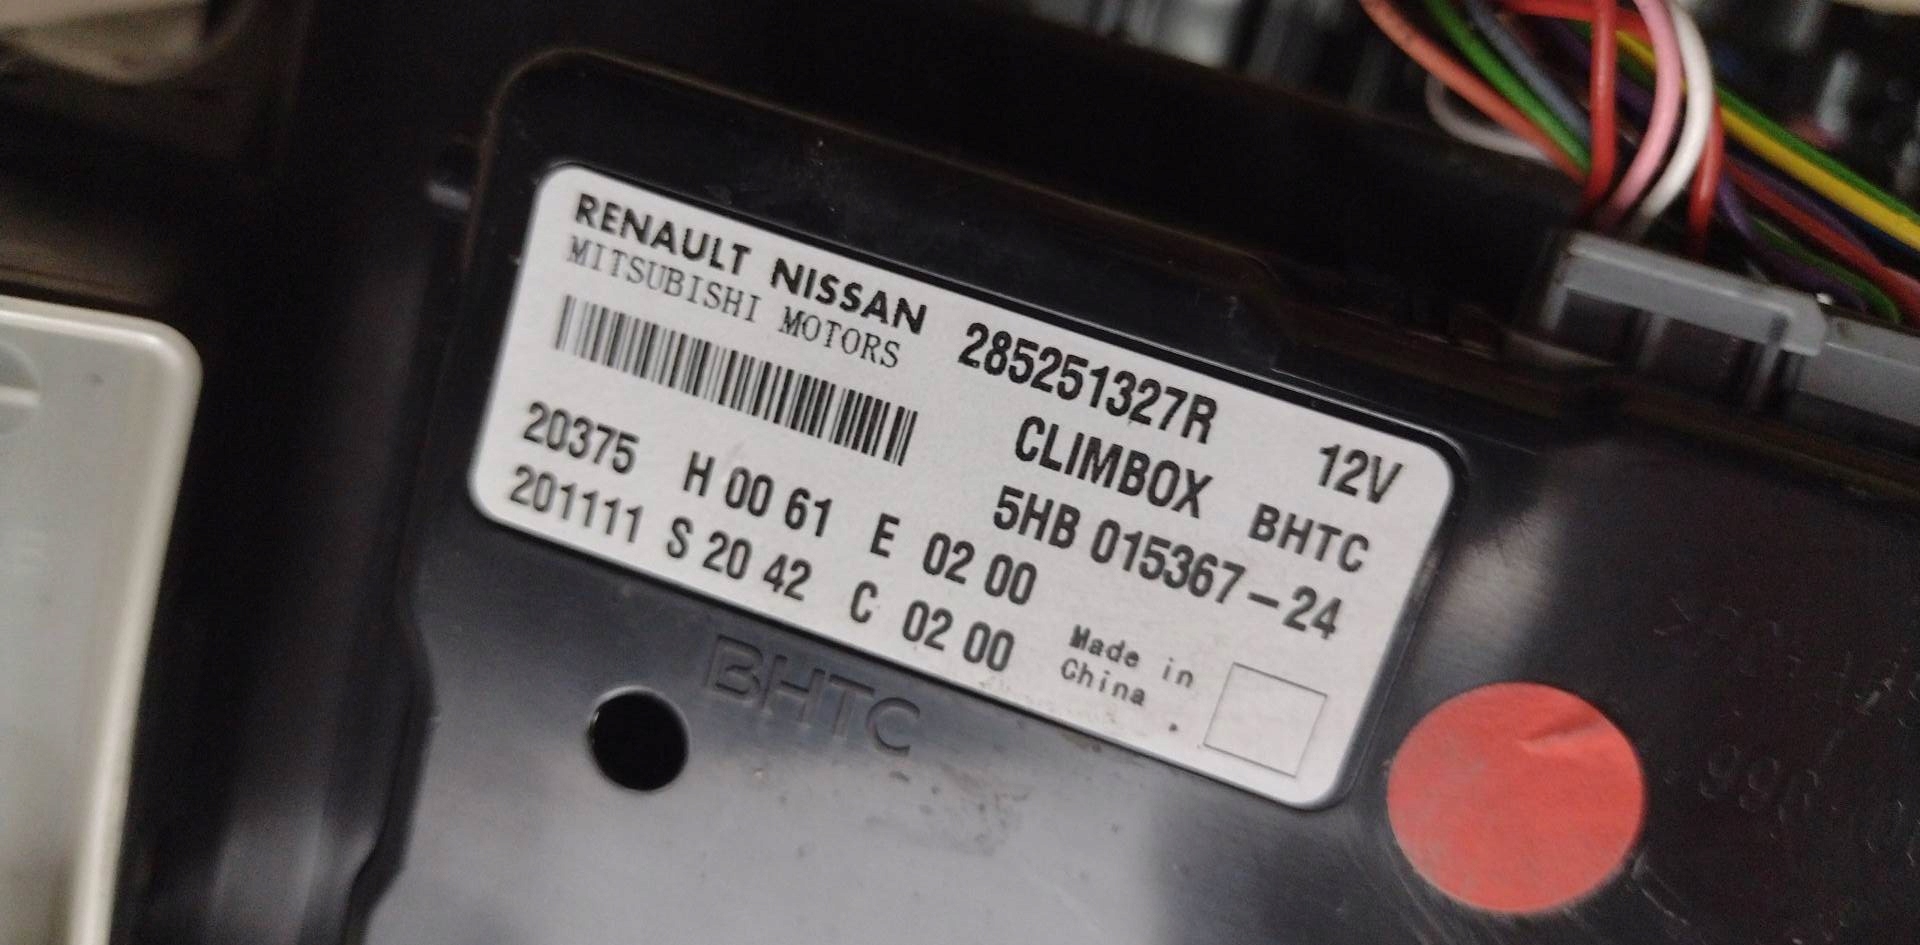 RENAULT NISSAN 285251327R 12V
MITSUBISHI MOTORS CLIMBOX BHTC
5HB 015367-24
20375 H 00 61 E 02 00
201111 S 20 42 C 02 00
Made in
China
BHTC